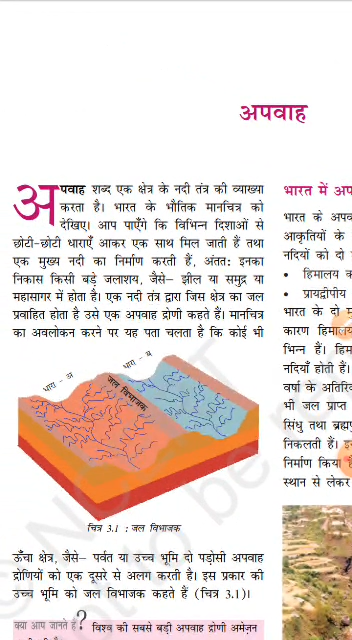 अपवाह
अपवाह शब्द एक क्षेत्र के नदी तंत्र की व्याख्या
करता है। भारत के भौतिक मानचित्र को
देखिए। आप पाएँगे कि विभिन्न दिशाओं से
छोटी-छोटी धाराएँ आकर एक साथ मिल जाती हैं तथा
एक मुख्य नदी का निर्माण करती हैं, अंतत: इनका
निकास किसी बड़े जलाशय, जैसे– झील या समुद्र या
महासागर में होता है। एक नदी तंत्र द्वारा जिस क्षेत्र का जल
प्रवाहित होता है उसे एक अपवाह द्रोणी कहते हैं। मानचित्र
का अवलोकन करने पर यह पता चलता है कि कोई भी
धारा - अ
जल विभाजक
धारा - ब
चित्र 3.1 : जल विभाजक
ऊँचा क्षेत्र, जैसे– पर्वत या उच्च भूमि दो पड़ोसी अपवाह
द्रोणियों को एक दूसरे से अलग करती है। इस प्रकार की
उच्च भूमि को जल विभाजक कहते हैं (चित्र 3.1)।
क्या आप जानते हैं? विश्व की सबसे बड़ी अपवाह द्रोणी अमेज़न
भारत में अप
भारत के अपव
आकृतियों के
नदियों को दो
• हिमालय क
• प्रायद्वीपीय
भारत के दो म
कारण हिमालय
भिन्न हैं। हिम
नदियाँ होती हैं।
वर्षा के अतिरि
भी जल प्राप्त
सिंधु तथा ब्रह्मपु
निकलती हैं। इ
निर्माण किया है
स्थान से लेकर